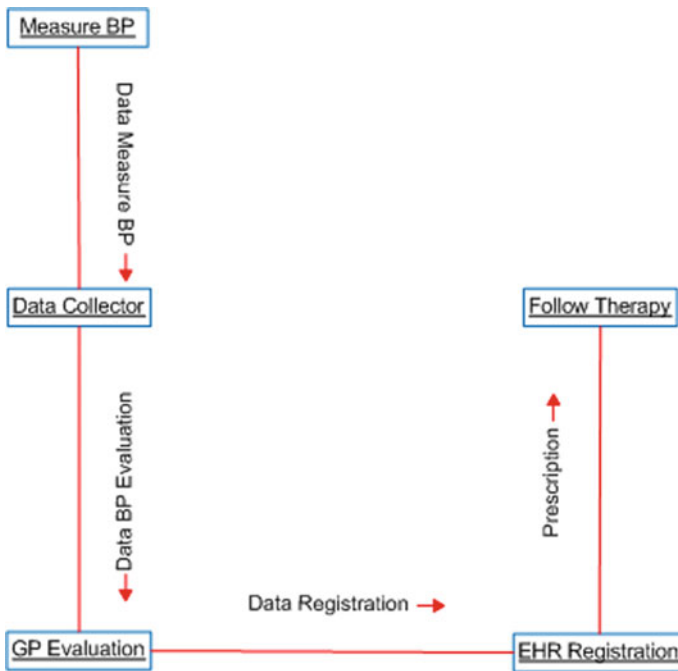 Measure BP
Data Measure BP
Data Collector
Follow Therapy
Data BP Evaluation
Prescription
Data Registration
GP Evaluation
EHR Registration